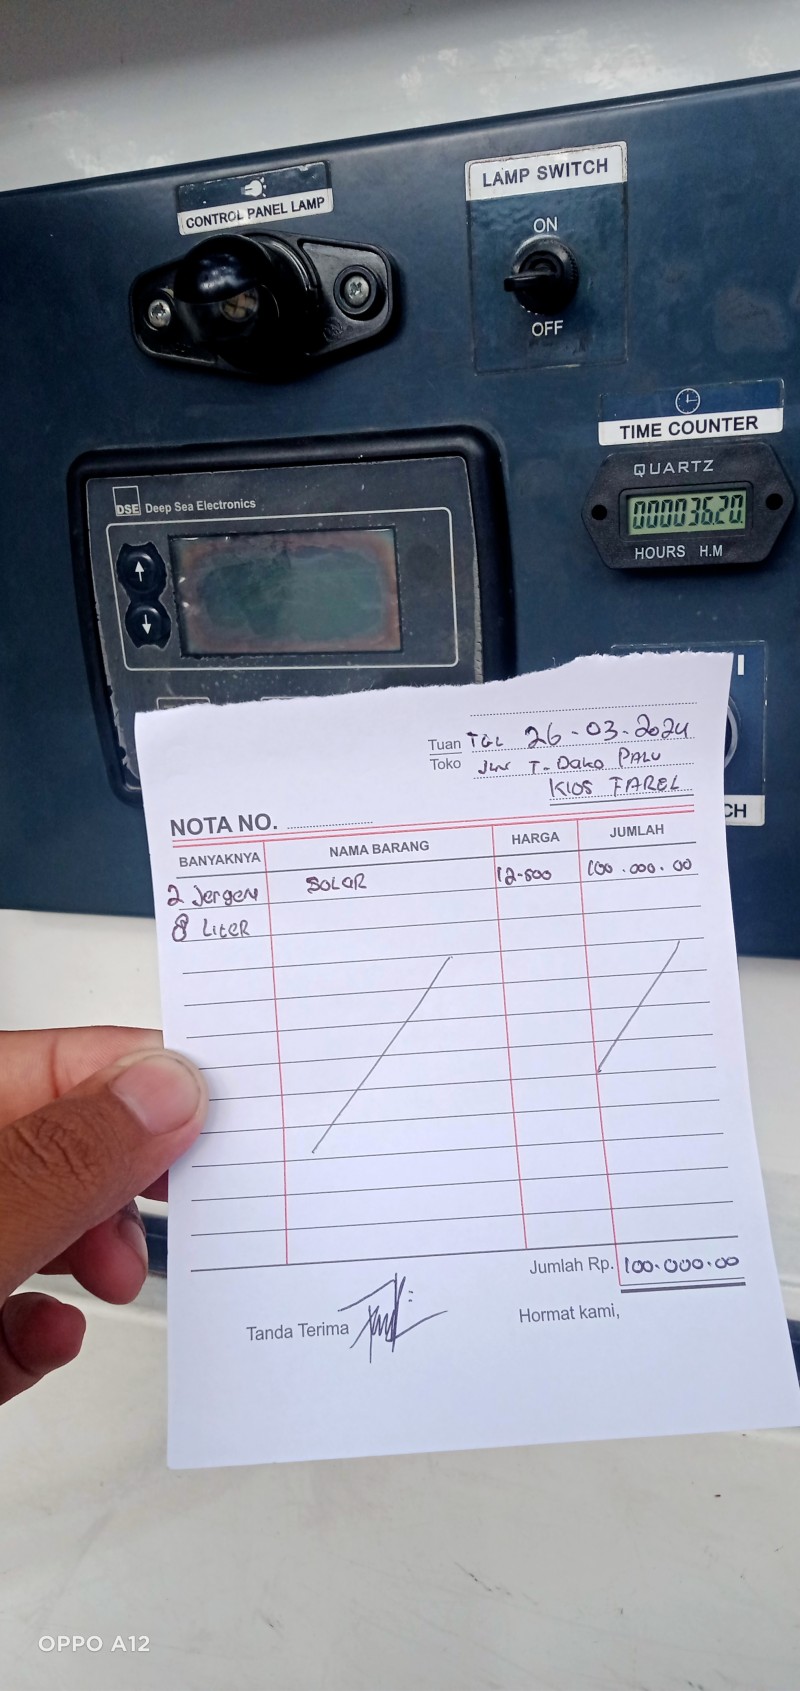 CONTROL PANEL LAMP
LAMP SWITCH
ON
OFF
TIME COUNTER
QUARTZ
0000036.20
HOURS H.M
DSE Deep Sea Electronics
CH
Tuan TGL 26-03-2024
Toko Jln T. Dako PALU
KIOS FAREL
NOTA NO.
BANYAKNYA NAMA BARANG HARGA JUMLAH
2 Jergen SOLAR 12-500 100.000.00
8 LITER
Jumlah Rp. 100.000.00
Tanda Terima Hormat kami,
OPPO A12